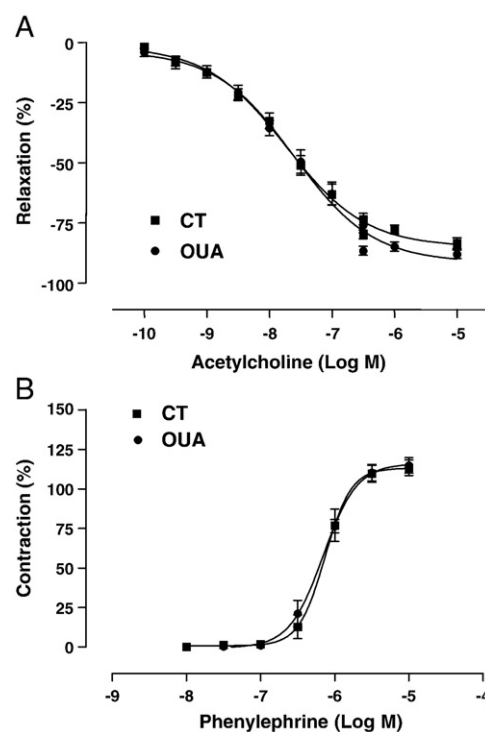 A
0
-25
-50
-75
-100
Relaxation (%)
CT
OUA
-10 -9 -8 -7 -6 -5
Acetylcholine (Log M)
B
150
125
100
75
50
25
0
Contraction (%)
CT
OUA
-9 -8 -7 -6 -5 -4
Phenylephrine (Log M)